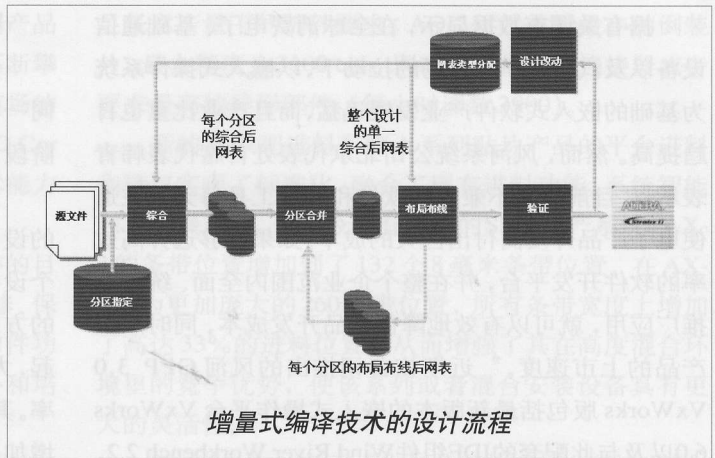 网表类型分配
设计改动
每个分区
的综合后
网表
整个设计
的单一
综合后网表
源文件
综合
分区合并
布局布线
验证
ALTERA
Stratix II
分区指定
每个分区的布局布线后网表
增量式编译技术的设计流程